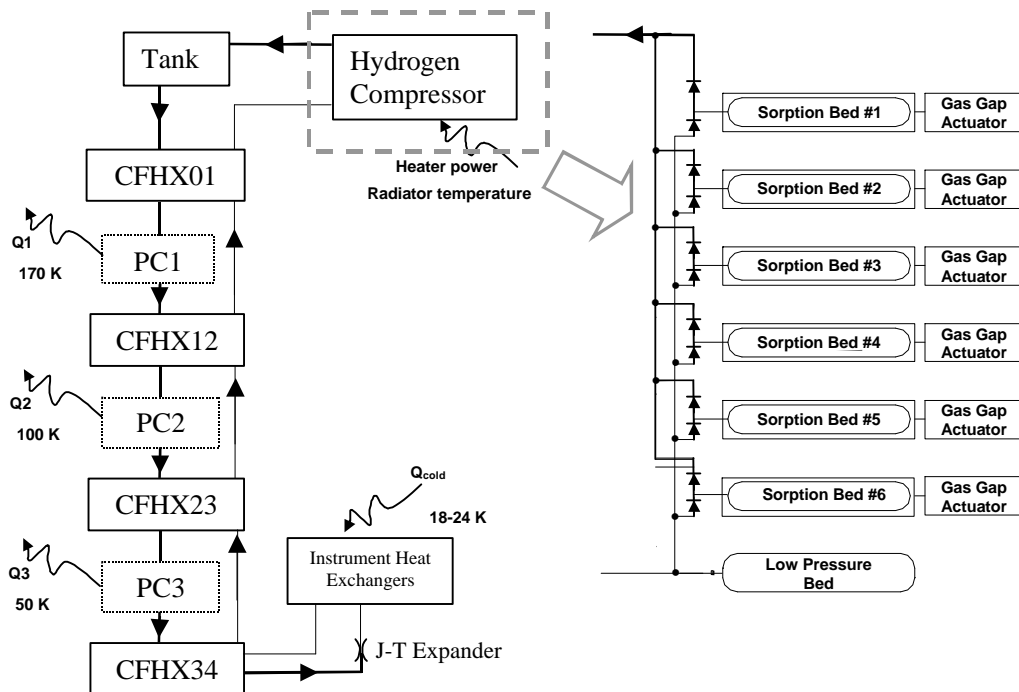 Tank
Hydrogen
Compressor
Heater power
Radiator temperature
CFHX01
Q1
170 K
PC1
CFHX12
Q2
100 K
PC2
CFHX23
Q3
50 K
PC3
CFHX34
Qcold
18-24 K
Instrument Heat
Exchangers
J-T Expander
Sorption Bed #1
Gas Gap
Actuator
Sorption Bed #2
Gas Gap
Actuator
Sorption Bed #3
Gas Gap
Actuator
Sorption Bed #4
Gas Gap
Actuator
Sorption Bed #5
Gas Gap
Actuator
Sorption Bed #6
Gas Gap
Actuator
Low Pressure
Bed